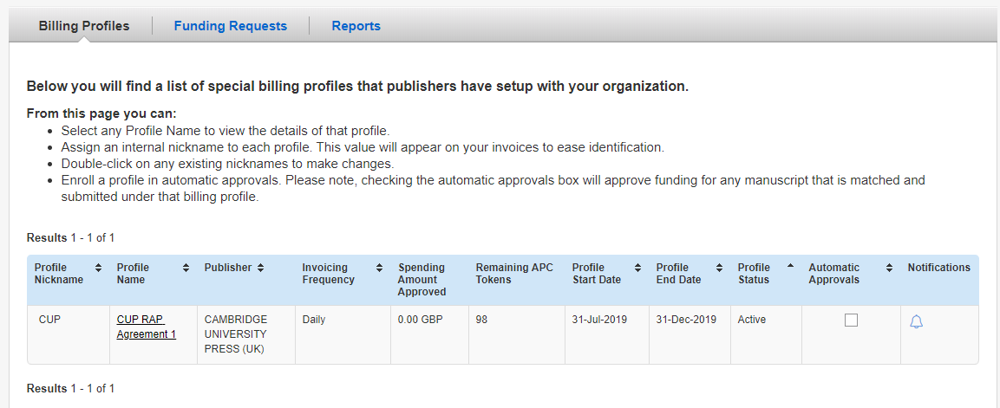 Billing Profiles Funding Requests Reports
Below you will find a list of special billing profiles that publishers have setup with your organization.
From this page you can:
• Select any Profile Name to view the details of that profile.
• Assign an internal nickname to each profile. This value will appear on your invoices to ease identification.
• Double-click on any existing nicknames to make changes.
• Enroll a profile in automatic approvals. Please note, checking the automatic approvals box will approve funding for any manuscript that is matched and
submitted under that billing profile.
Results 1 - 1 of 1
Profile Profile Publisher Invoicing Spending Remaining APC Profile Profile Profile Automatic Notifications
Nickname Name Frequency Amount Tokens Start Date End Date Status Approvals
Approved
CUP CUP RAP CAMBRIDGE Daily 0.00 GBP 98 31-Jul-2019 31-Dec-2019 Active
Agreement 1 UNIVERSITY
PRESS (UK)
Results 1 - 1 of 1